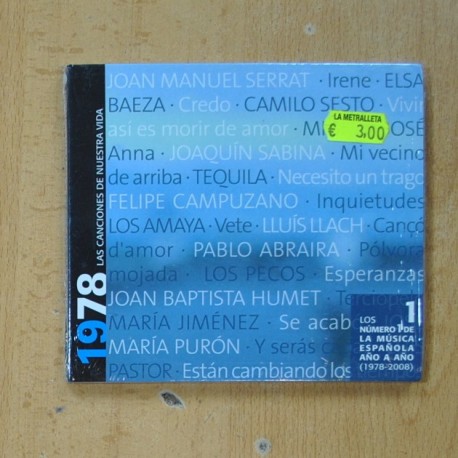 1978 LAS CANCIONES DE NUESTRA VIDA
JOAN MANUEL SERRAT · Irene · ELSA
BAEZA · Credo · CAMILO SESTO · Vivir
así es morir de amor · JOSÉ
Anna · JOAQUÍN SABINA · Mi vecino
de arriba · TEQUILA · Necesito un trago
FELIPE CAMPUZANO · Inquietudes
LOS AMAYA · Vete · LLUÍS LLACH · Cançó
d'amor · PABLO ABRAIRA · Pólvora
mojada · LOS PECOS · Esperanzas
JOAN BAPTISTA HUMET · Terciopelo
MARÍA JIMÉNEZ · Se acabó
MARÍA PURÓN · Y serás
PASTOR · Están cambiando los
LA METRALLETA
€ 3,00
1
LOS
NÚMERO 1 DE
LA MÚSICA
ESPAÑOLA
AÑO A AÑO
(1978-2008)